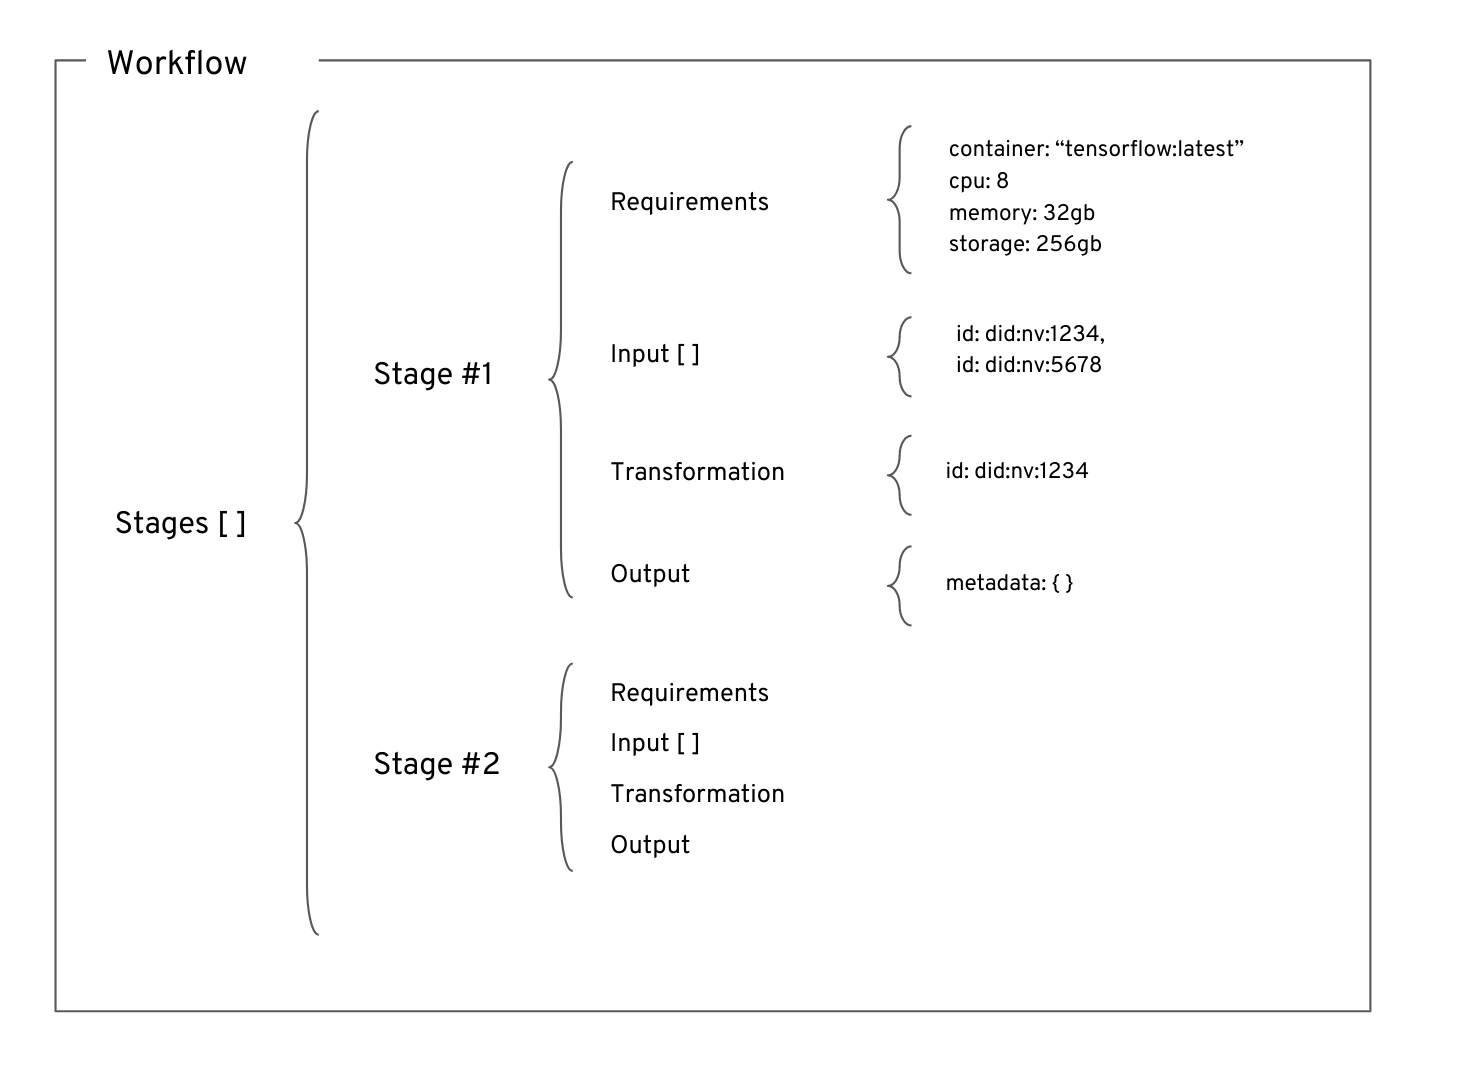 Workflow
Stages [ ]
Stage #1
Requirements
container: “tensorflow:latest”
cpu: 8
memory: 32gb
storage: 256gb
Input [ ]
id: did:nv:1234,
id: did:nv:5678
Transformation
id: did:nv:1234
Output
metadata: { }
Stage #2
Requirements
Input [ ]
Transformation
Output